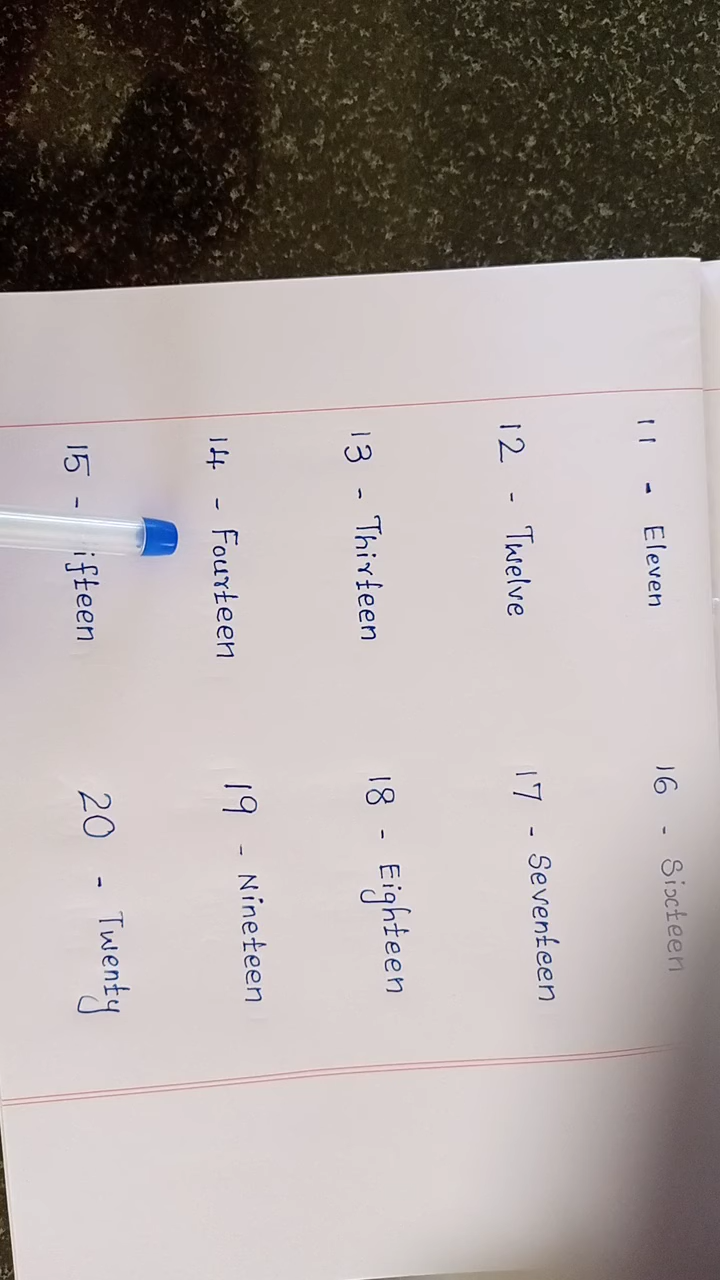 11 - Eleven
12 - Twelve
13 - Thirteen
14 - Fourteen
15 - ifteen
16 - Sixteen
17 - Seventeen
18 - Eighteen
19 - Nineteen
20 - Twenty